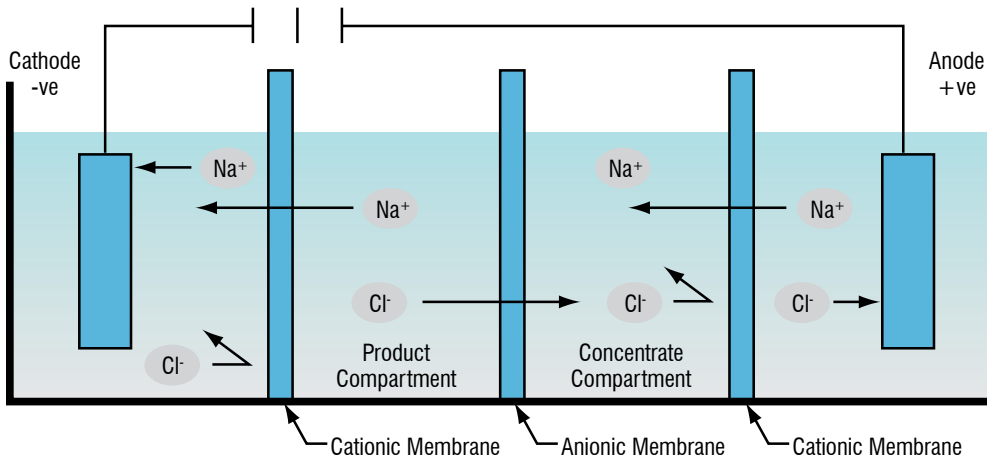 Cathode
-ve
Anode
+ve
Na⁺
Na⁺
Na⁺
Na⁺
Cl⁻
Cl⁻
Cl⁻
Cl⁻
Product
Compartment
Concentrate
Compartment
Cationic Membrane
Anionic Membrane
Cationic Membrane